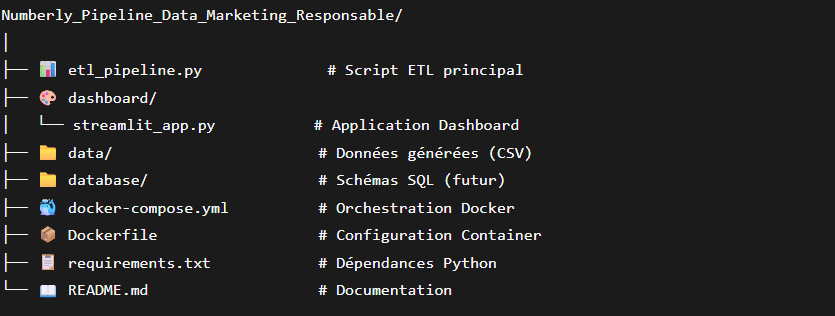 Numberly_Pipeline_Data_Marketing_Responsable/
│
├── 📊 etl_pipeline.py # Script ETL principal
├── 🎨 dashboard/
│ └── streamlit_app.py # Application Dashboard
├── 📁 data/ # Données générées (CSV)
├── 📁 database/ # Schémas SQL (futur)
├── 🐳 docker-compose.yml # Orchestration Docker
├── 📦 Dockerfile # Configuration Container
├── 📋 requirements.txt # Dépendances Python
└── 📖 README.md # Documentation